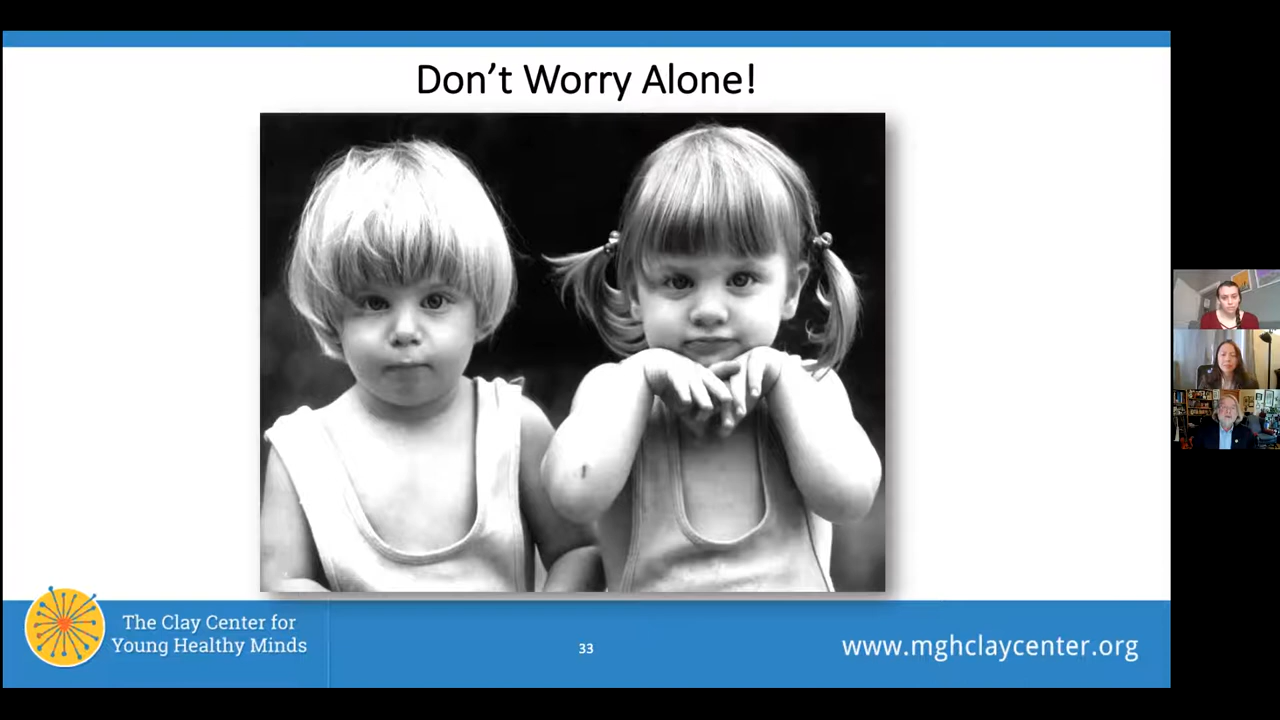 Don’t Worry Alone!
The Clay Center for
Young Healthy Minds
33
www.mghclaycenter.org